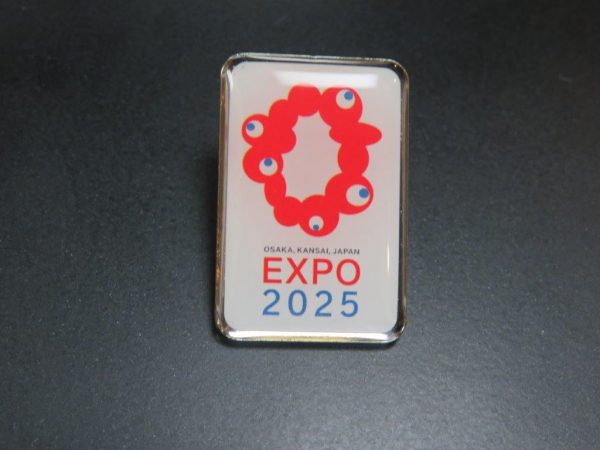 OSAKA, KANSAI, JAPAN
EXPO
2025